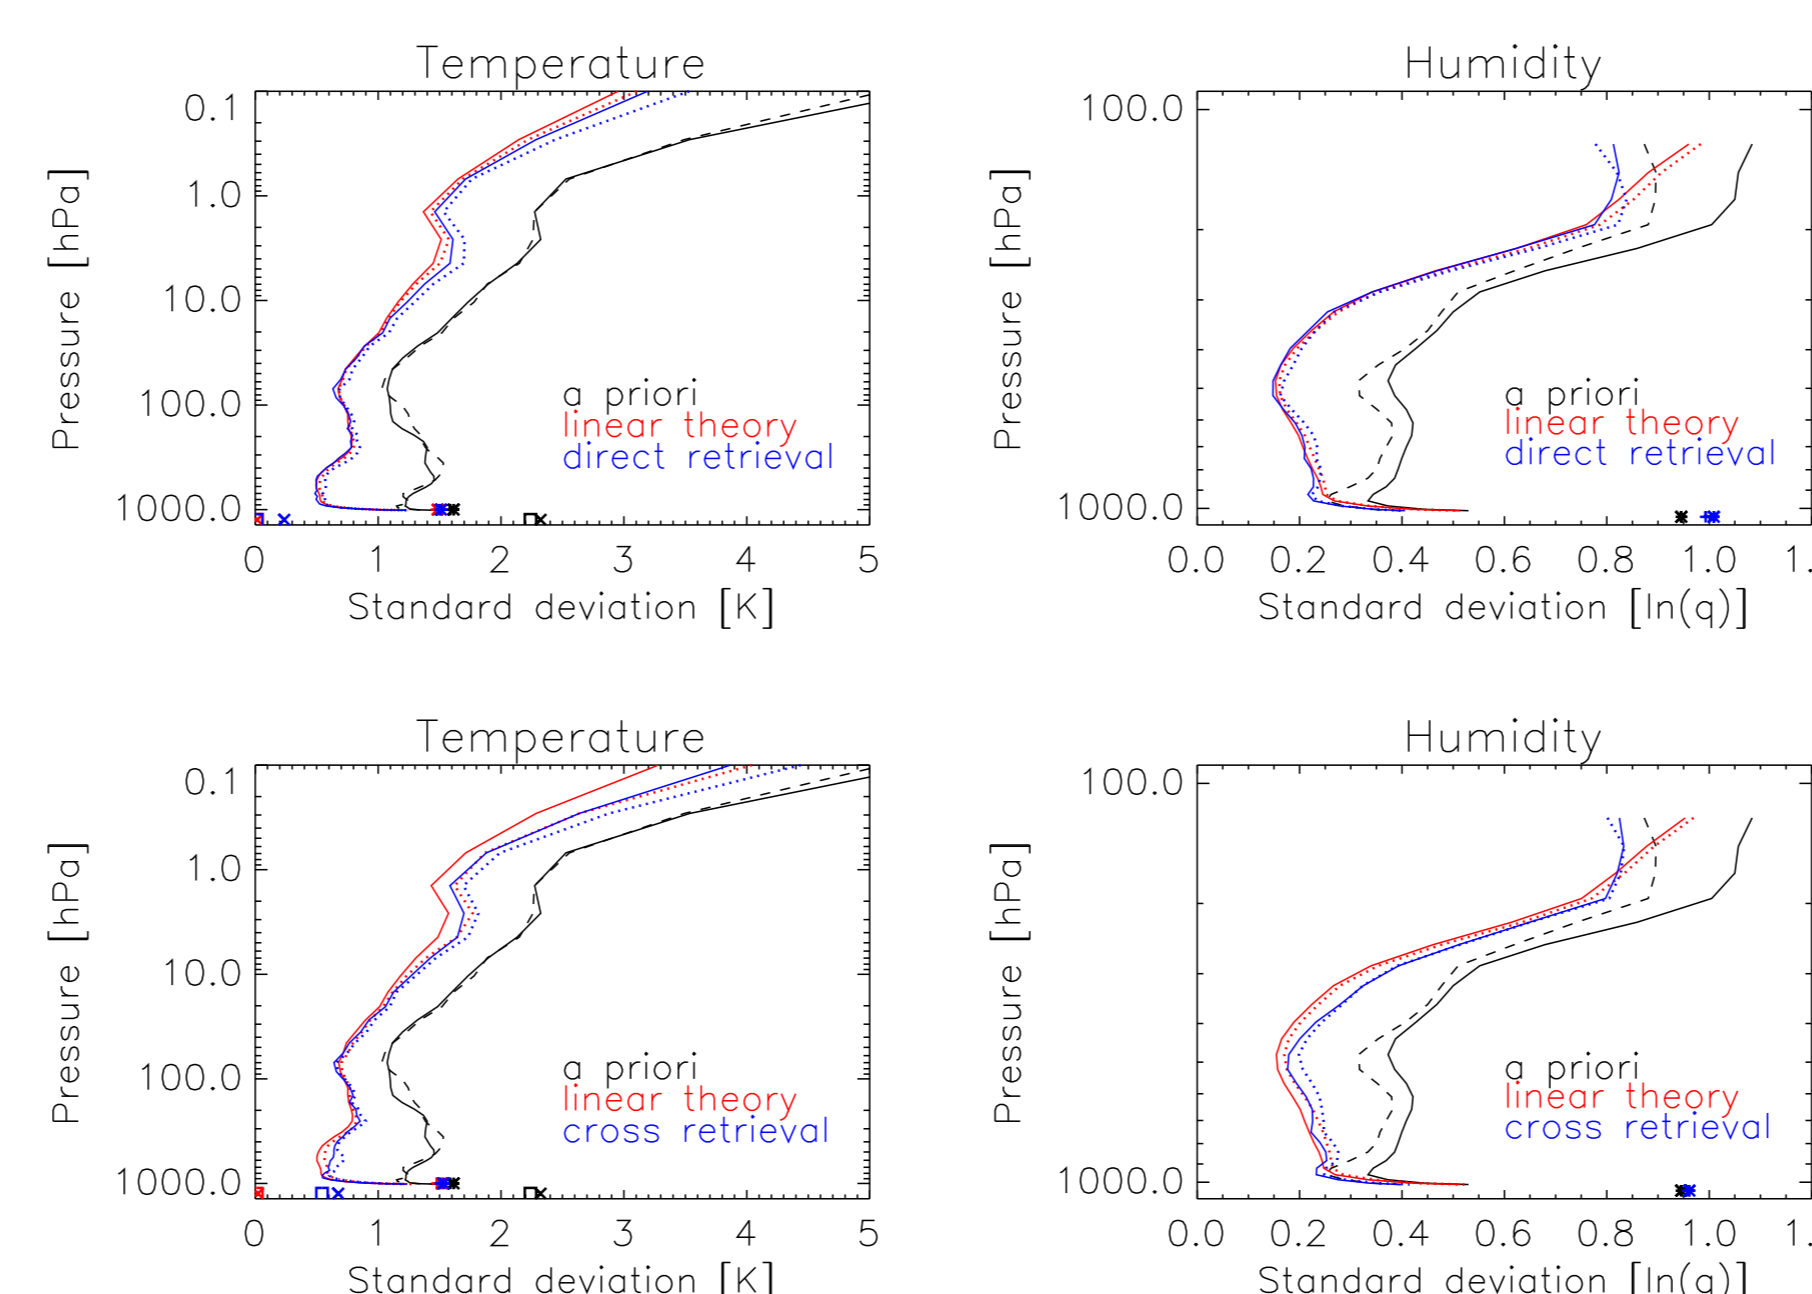 Temperature
Pressure [hPa]
0.1
1.0
10.0
100.0
1000.0
a priori
linear theory
direct retrieval
0 1 2 3 4 5
Standard deviation [K]
Humidity
Pressure [hPa]
100.0
1000.0
a priori
linear theory
direct retrieval
0.0 0.2 0.4 0.6 0.8 1.0 1.
Standard deviation [ln(q)]
Temperature
Pressure [hPa]
0.1
1.0
10.0
100.0
1000.0
a priori
linear theory
cross retrieval
0 1 2 3 4 5
Standard deviation [K]
Humidity
Pressure [hPa]
100.0
1000.0
a priori
linear theory
cross retrieval
0.0 0.2 0.4 0.6 0.8 1.0 1.
Standard deviation [ln(q)]